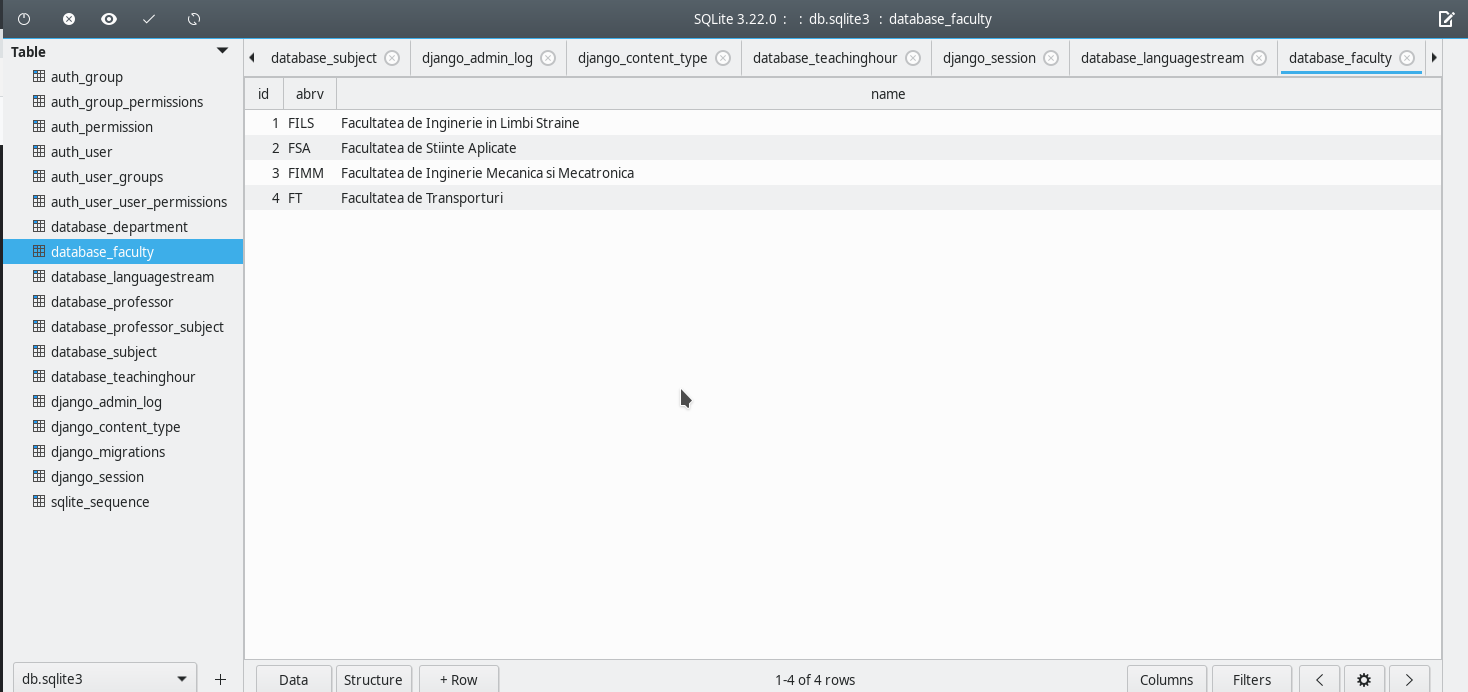 SQLite 3.22.0 : : db.sqlite3 : database_faculty
Table
auth_group
auth_group_permissions
auth_permission
auth_user
auth_user_groups
auth_user_user_permissions
database_department
database_faculty
database_languagestream
database_professor
database_professor_subject
database_subject
database_teachinghour
django_admin_log
django_content_type
django_migrations
django_session
sqlite_sequence
db.sqlite3 +
database_subject django_admin_log django_content_type database_teachinghour django_session database_languagestream database_faculty
id abrv name
1 FILS Facultatea de Inginerie in Limbi Straine
2 FSA Facultatea de Stiinte Aplicate
3 FIMM Facultatea de Inginerie Mecanica si Mecatronica
4 FT Facultatea de Transporturi
Data Structure + Row 1-4 of 4 rows Columns Filters